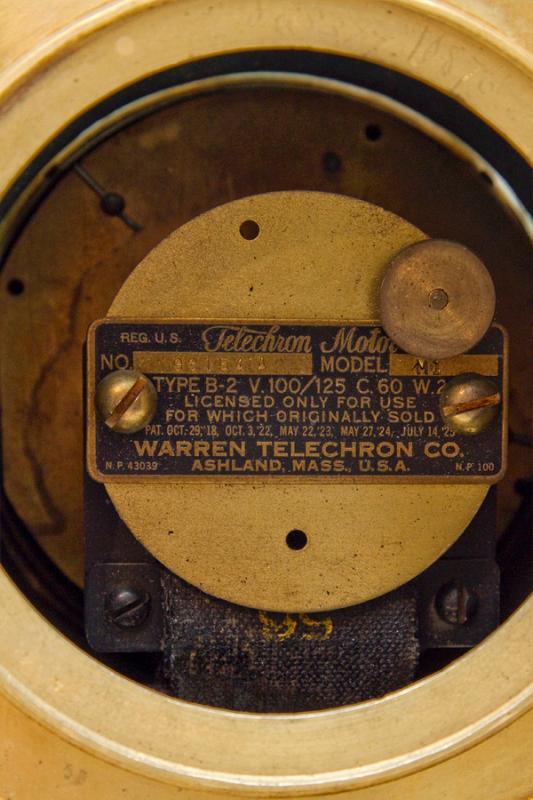 REG. U.S. Telechron Motor
NO. MODEL M1
TYPE B-2 V. 100/125 C. 60 W. 2
LICENSED ONLY FOR USE
FOR WHICH ORIGINALLY SOLD
PAT. OCT. 29,'18, OCT. 3,'22, MAY 22,'23, MAY 27,'24, JULY 14,'25
WARREN TELECHRON CO.
N.P. 43039 ASHLAND, MASS., U.S.A. N.P. 100